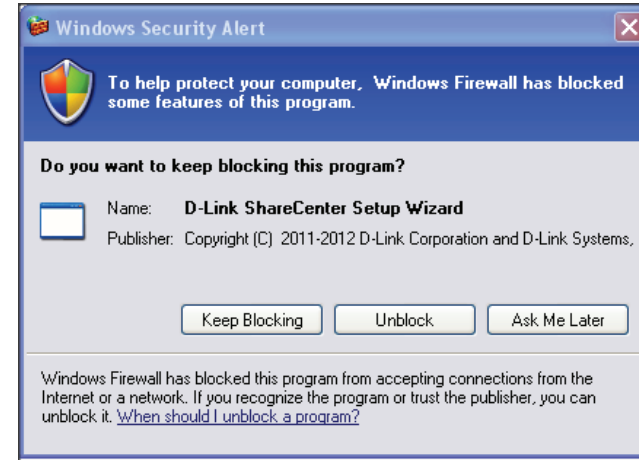 Windows Security Alert
To help protect your computer, Windows Firewall has blocked
some features of this program.
Do you want to keep blocking this program?
Name: D-Link ShareCenter Setup Wizard
Publisher: Copyright (C) 2011-2012 D-Link Corporation and D-Link Systems,
Keep Blocking Unblock Ask Me Later
Windows Firewall has blocked this program from accepting connections from the
Internet or a network. If you recognize the program or trust the publisher, you can
unblock it. When should I unblock a program?